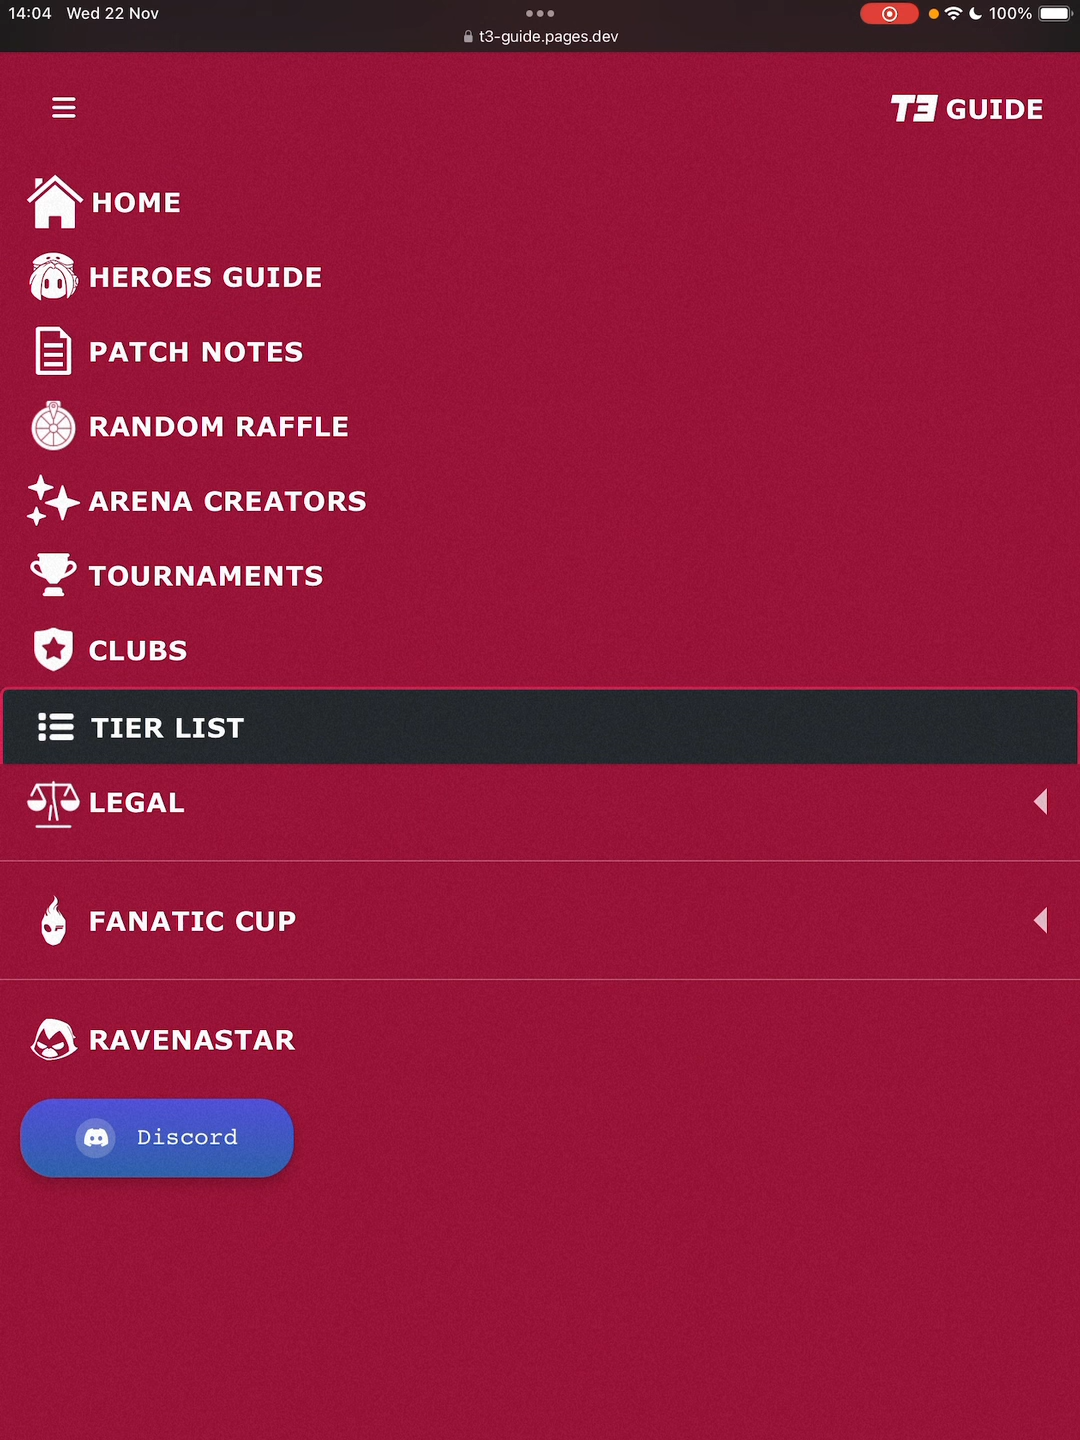 14:04 Wed 22 Nov 100%
t3-guide.pages.dev
T3 GUIDE
HOME
HEROES GUIDE
PATCH NOTES
RANDOM RAFFLE
ARENA CREATORS
TOURNAMENTS
CLUBS
TIER LIST
LEGAL
FANATIC CUP
RAVENASTAR
Discord